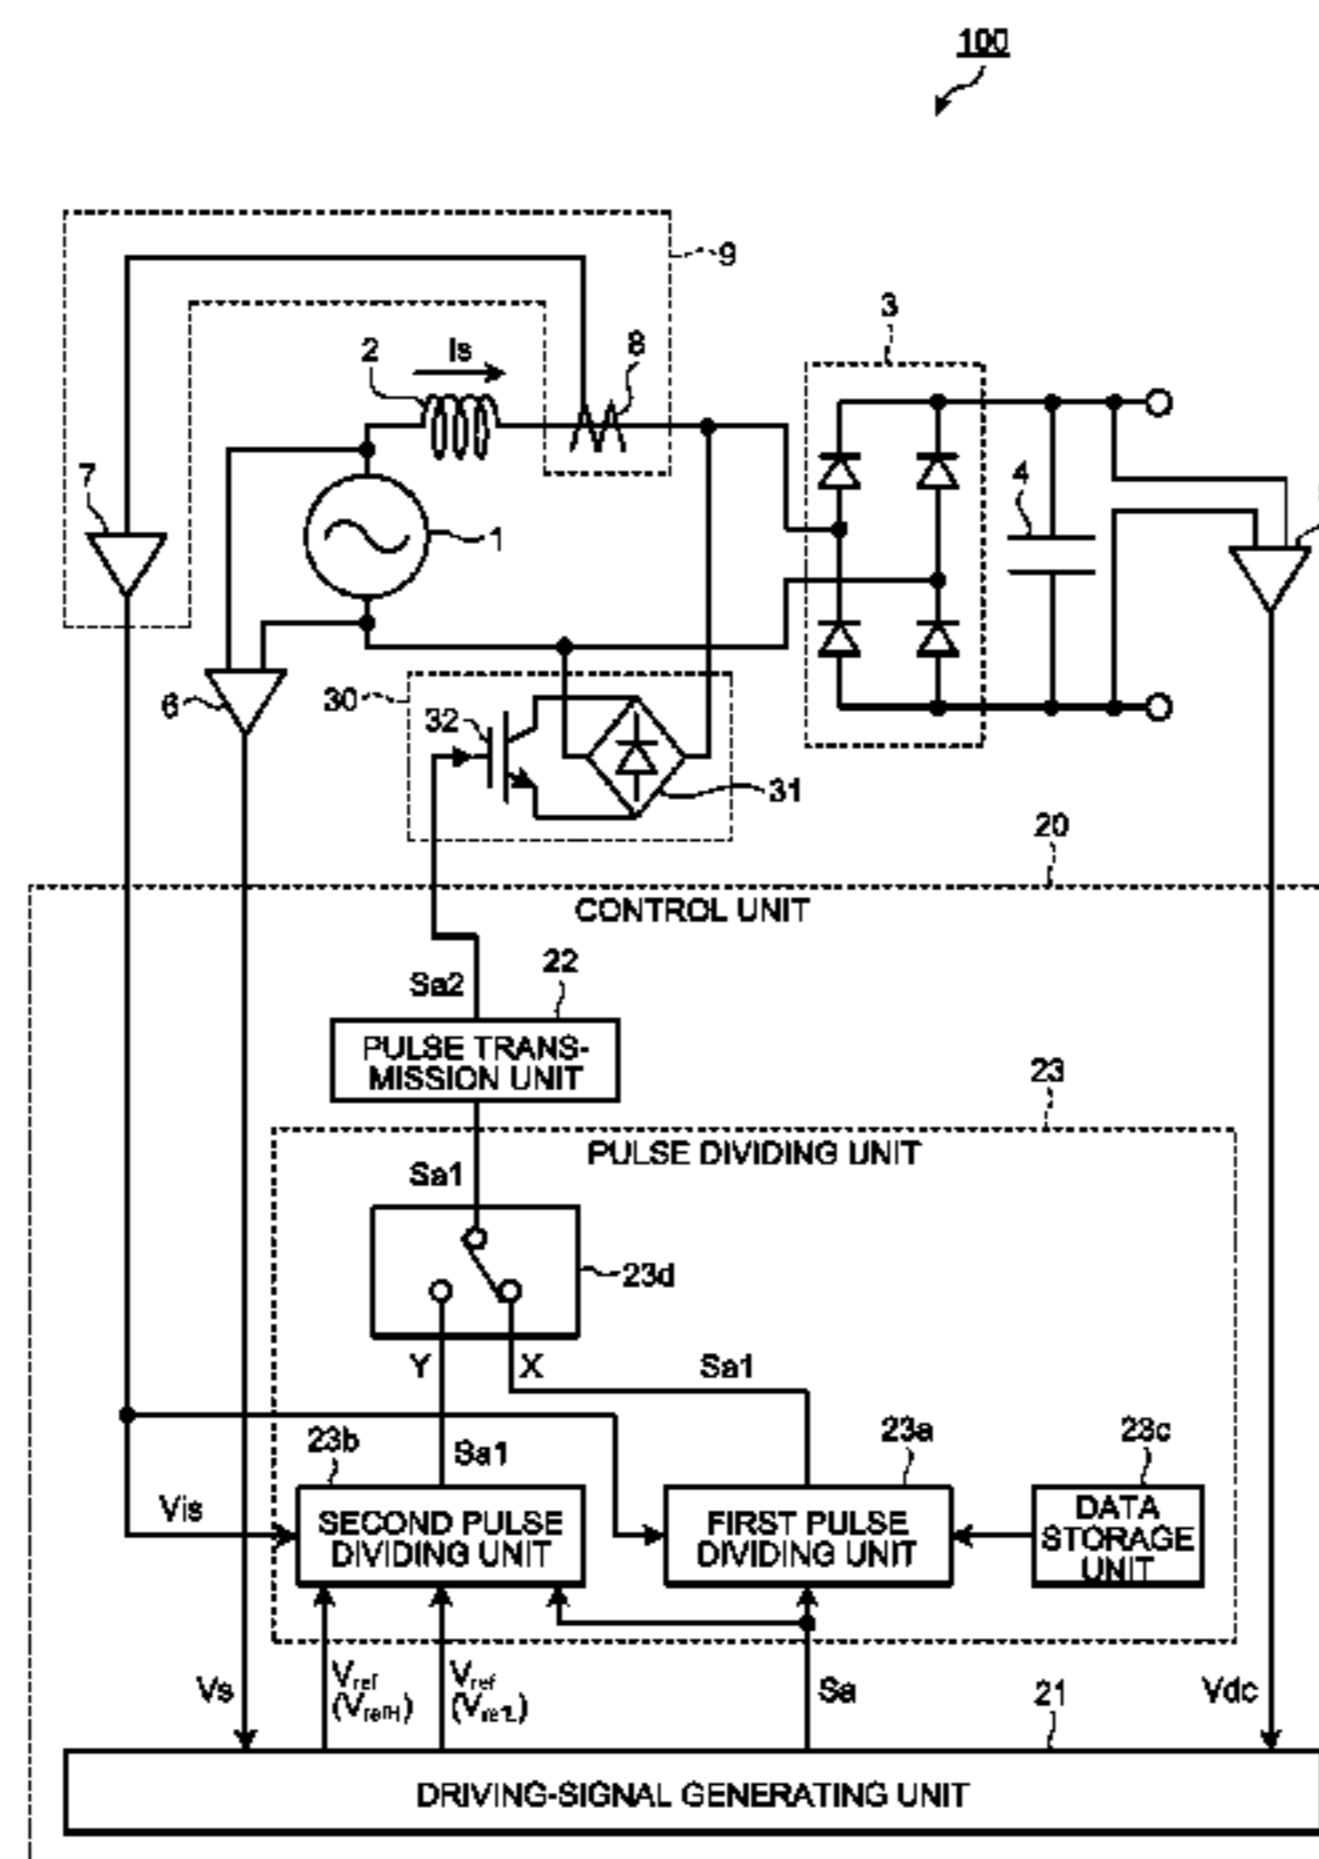 100
9
3
2
Is
8
7
4
1
6
30
32
31
20
CONTROL UNIT
22
Sa2
PULSE TRANS-
MISSION UNIT
23
PULSE DIVIDING UNIT
Sa1
23d
Y
X
Sa1
23b
Sa1
23a
23c
Vis
SECOND PULSE
DIVIDING UNIT
FIRST PULSE
DIVIDING UNIT
DATA
STORAGE
UNIT
Vs
Vref
(VrefH)
Vref
(VrefL)
Sa
21
Vdc
DRIVING-SIGNAL GENERATING UNIT